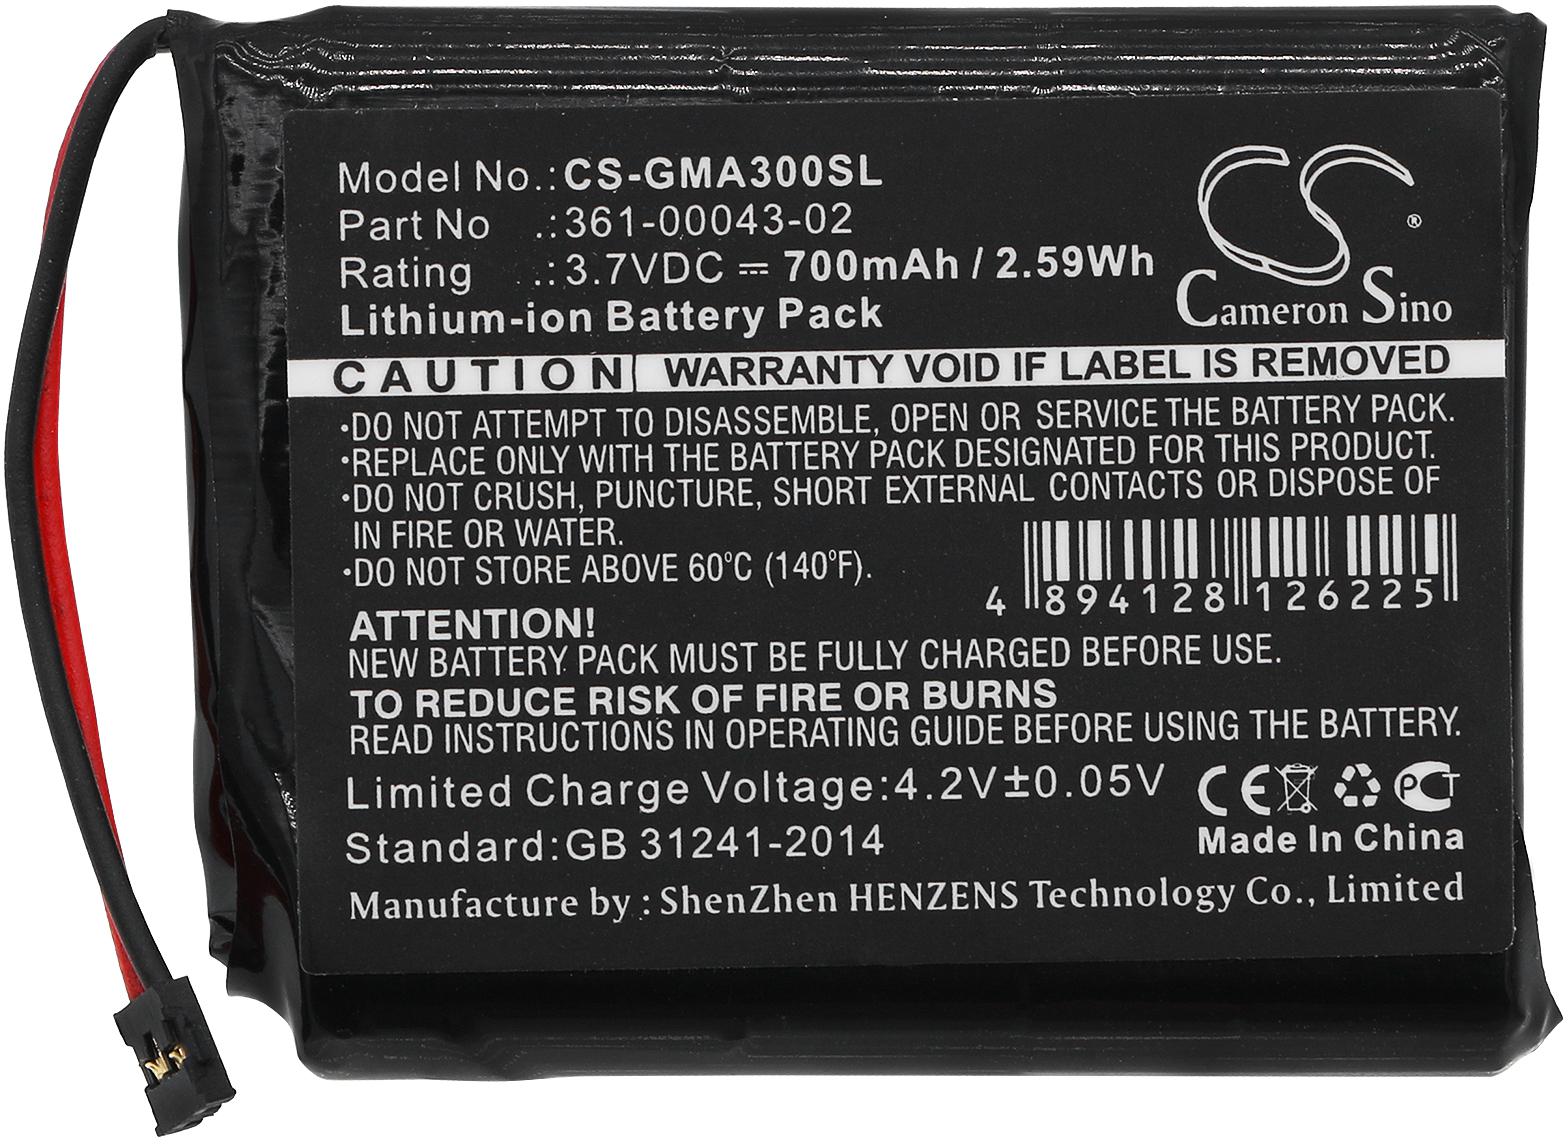 Model No.: CS-GMA300SL
Part No .: 361-00043-02
Rating .: 3.7VDC ⎓ 700mAh / 2.59Wh
Lithium-ion Battery Pack
CS ®
Cameron Sino
CAUTION WARRANTY VOID IF LABEL IS REMOVED
•DO NOT ATTEMPT TO DISASSEMBLE, OPEN OR SERVICE THE BATTERY PACK.
•REPLACE ONLY WITH THE BATTERY PACK DESIGNATED FOR THIS PRODUCT.
•DO NOT CRUSH, PUNCTURE, SHORT EXTERNAL CONTACTS OR DISPOSE OF
IN FIRE OR WATER.
•DO NOT STORE ABOVE 60°C (140°F).
4 894128 126225
ATTENTION!
NEW BATTERY PACK MUST BE FULLY CHARGED BEFORE USE.
TO REDUCE RISK OF FIRE OR BURNS
READ INSTRUCTIONS IN OPERATING GUIDE BEFORE USING THE BATTERY.
Limited Charge Voltage:4.2V±0.05V
CE PCT
Standard:GB 31241-2014
Made In China
Manufacture by : ShenZhen HENZENS Technology Co., Limited